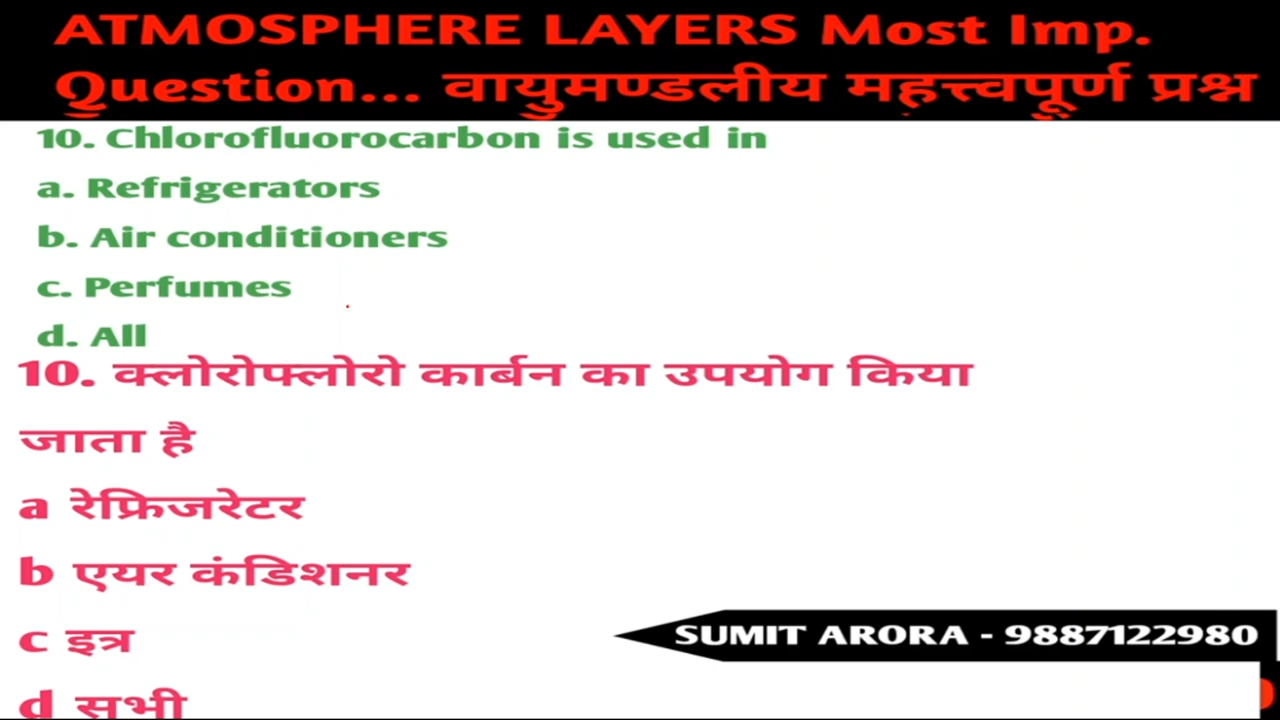 ATMOSPHERE LAYERS Most Imp.
Question... वायुमण्डलीय महत्त्वपूर्ण प्रश्न
10. Chlorofluorocarbon is used in
a. Refrigerators
b. Air conditioners
c. Perfumes
d. All
10. क्लोरोफ्लोरो कार्बन का उपयोग किया
जाता है
a रेफ्रिजरेटर
b एयर कंडिशनर
c इत्र
SUMIT ARORA - 9887122980
d सभी